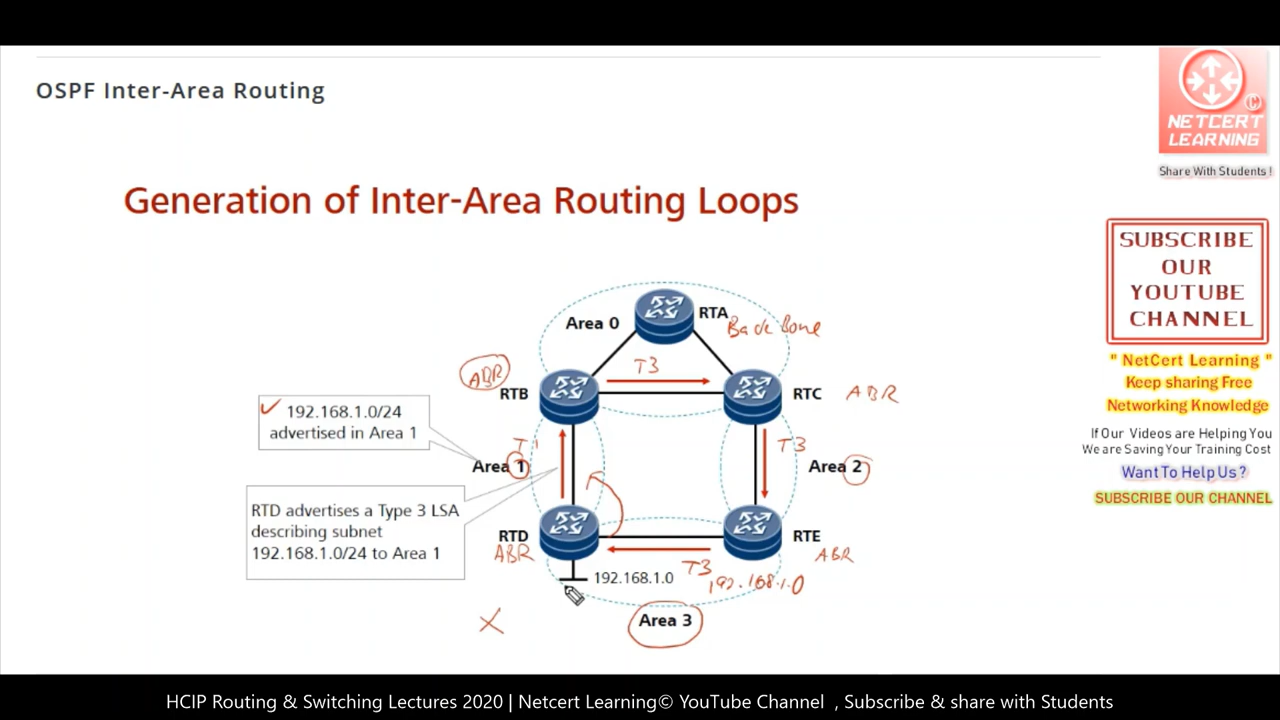 OSPF Inter-Area Routing
©
NETCERT
LEARNING
Share With Students !
Generation of Inter-Area Routing Loops
SUBSCRIBE
OUR
YOUTUBE
CHANNEL
Area 0
RTA
Back Bone
" NetCert Learning "
Keep sharing Free
Networking Knowledge
T3
ABR
RTB
RTC
ABR
192.168.1.0/24
advertised in Area 1
If Our Videos are Helping You
We are Saving Your Training Cost
Want To Help Us ?
SUBSCRIBE OUR CHANNEL
T3
Area 1
Area 2
RTD advertises a Type 3 LSA
describing subnet
192.168.1.0/24 to Area 1
RTD
ABR
RTE
ABR
T3
192.168.1.0
192.168.1.0
Area 3
HCIP Routing & Switching Lectures 2020 | Netcert Learning© YouTube Channel , Subscribe & share with Students